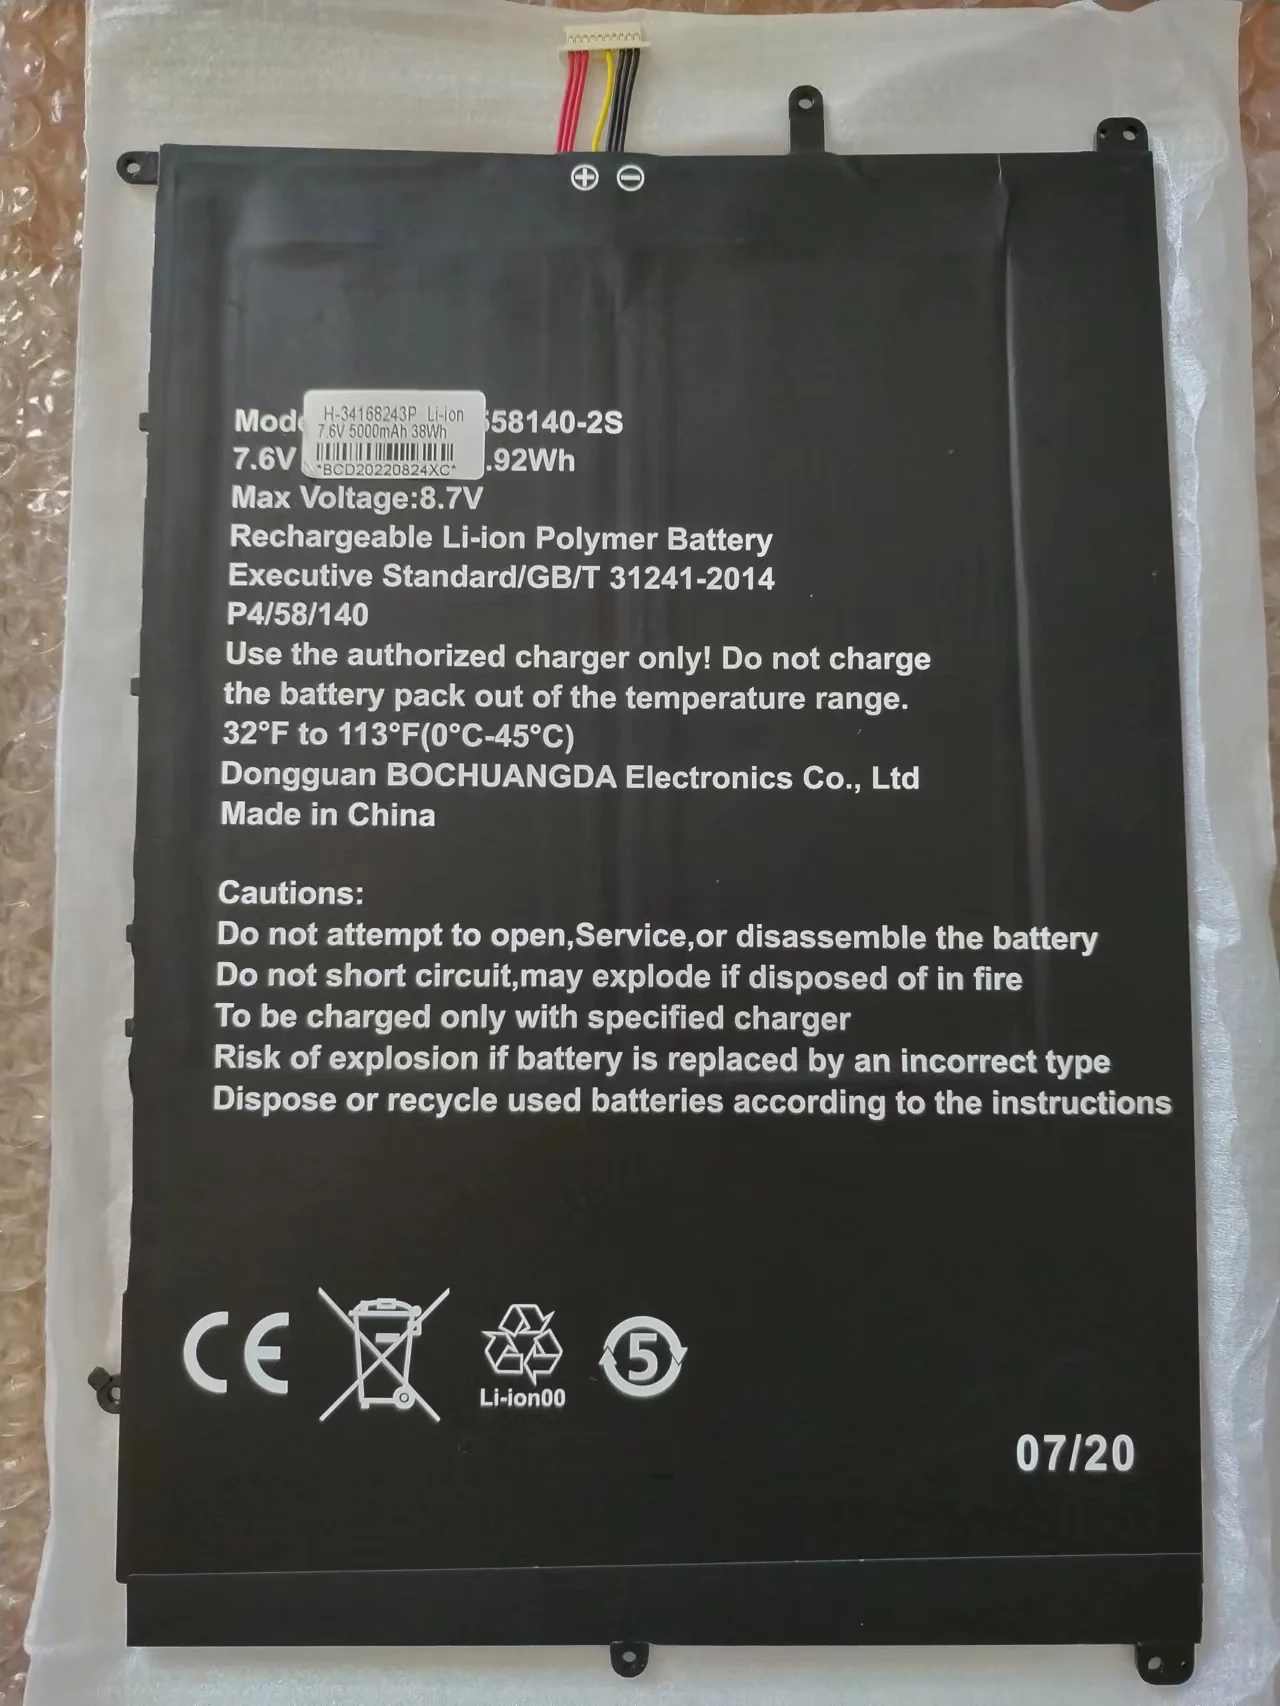 H-34168243P Li-ion
7.6V 5000mAh 38Wh
*BCD20220824XC*
58140-2S
7.6V .92Wh
Max Voltage:8.7V
Rechargeable Li-ion Polymer Battery
Executive Standard/GB/T 31241-2014
P4/58/140
Use the authorized charger only! Do not charge
the battery pack out of the temperature range.
32°F to 113°F(0°C-45°C)
Dongguan BOCHUANGDA Electronics Co., Ltd
Made in China
Cautions:
Do not attempt to open,Service,or disassemble the battery
Do not short circuit,may explode if disposed of in fire
To be charged only with specified charger
Risk of explosion if battery is replaced by an incorrect type
Dispose or recycle used batteries according to the instructions
CE
Li-ion00
5
07/20